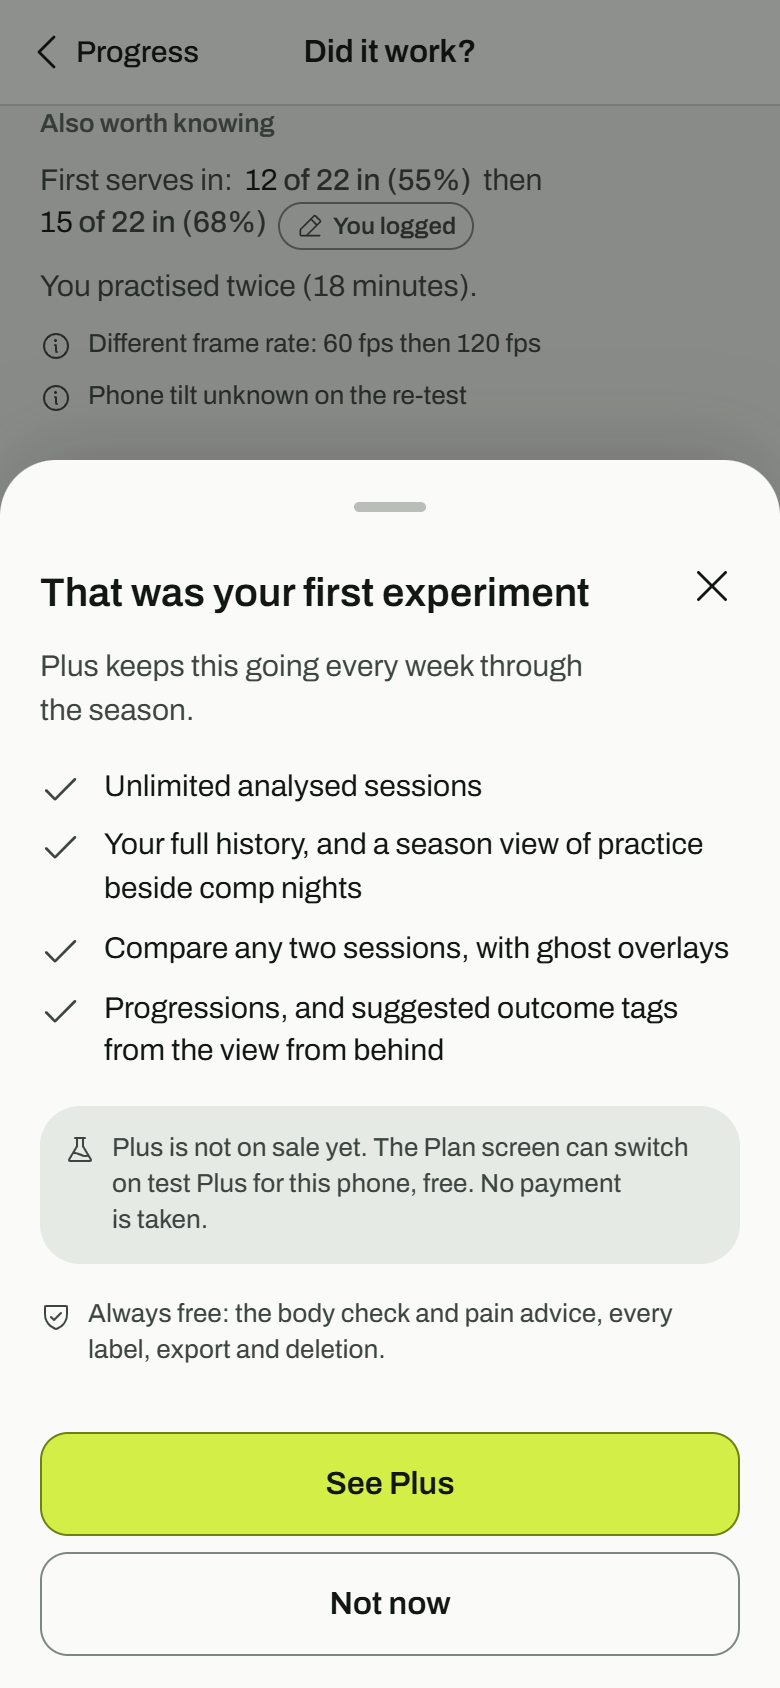 Progress
Did it work?
Also worth knowing
First serves in: 12 of 22 in (55%) then
15 of 22 in (68%) You logged
You practised twice (18 minutes).
Different frame rate: 60 fps then 120 fps
Phone tilt unknown on the re-test
That was your first experiment
Plus keeps this going every week through
the season.
Unlimited analysed sessions
Your full history, and a season view of practice
beside comp nights
Compare any two sessions, with ghost overlays
Progressions, and suggested outcome tags
from the view from behind
Plus is not on sale yet. The Plan screen can switch
on test Plus for this phone, free. No payment
is taken.
Always free: the body check and pain advice, every
label, export and deletion.
See Plus
Not now